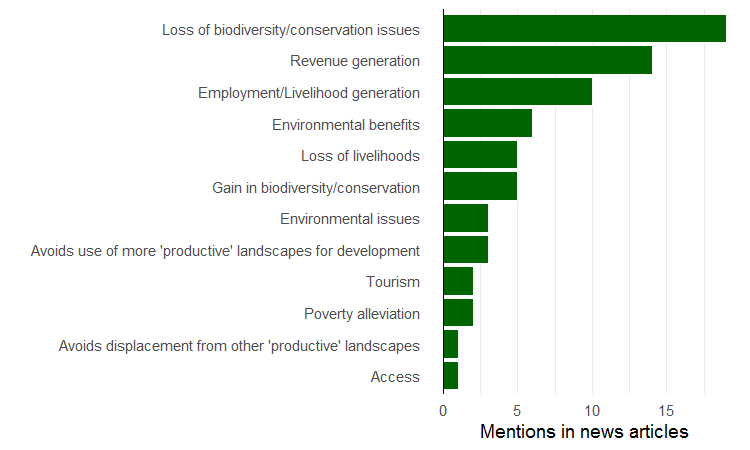 Loss of biodiversity/conservation issues
Revenue generation
Employment/Livelihood generation
Environmental benefits
Loss of livelihoods
Gain in biodiversity/conservation
Environmental issues
Avoids use of more 'productive' landscapes for development
Tourism
Poverty alleviation
Avoids displacement from other 'productive' landscapes
Access
0 5 10 15
Mentions in news articles